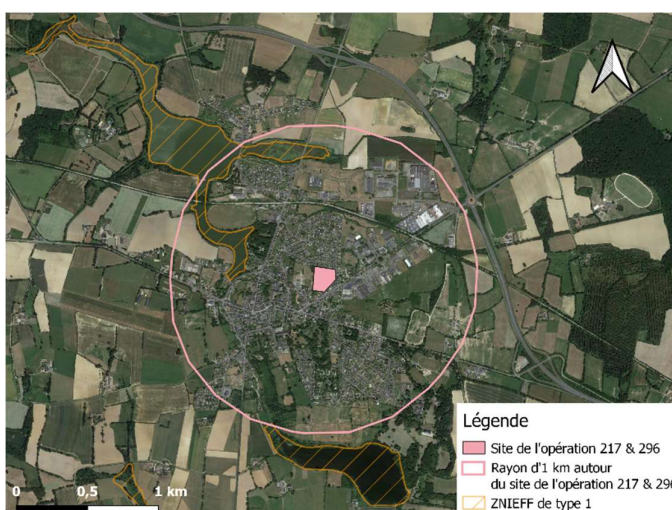 Légende
Site de l'opération 217 & 296
Rayon d'1 km autour
du site de l'opération 217 & 296
ZNIEFF de type 1
0 0,5 1 km